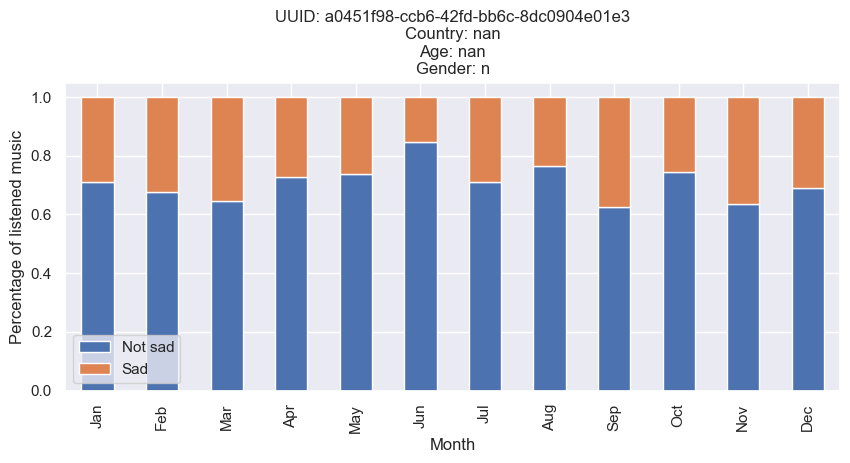 UUID: a0451f98-ccb6-42fd-bb6c-8dc0904e01e3
Country: nan
Age: nan
Gender: n
Percentage of listened music
1.0
0.8
0.6
0.4
0.2
0.0
Not sad
Sad
Jan
Feb
Mar
Apr
May
Jun
Jul
Aug
Sep
Oct
Nov
Dec
Month